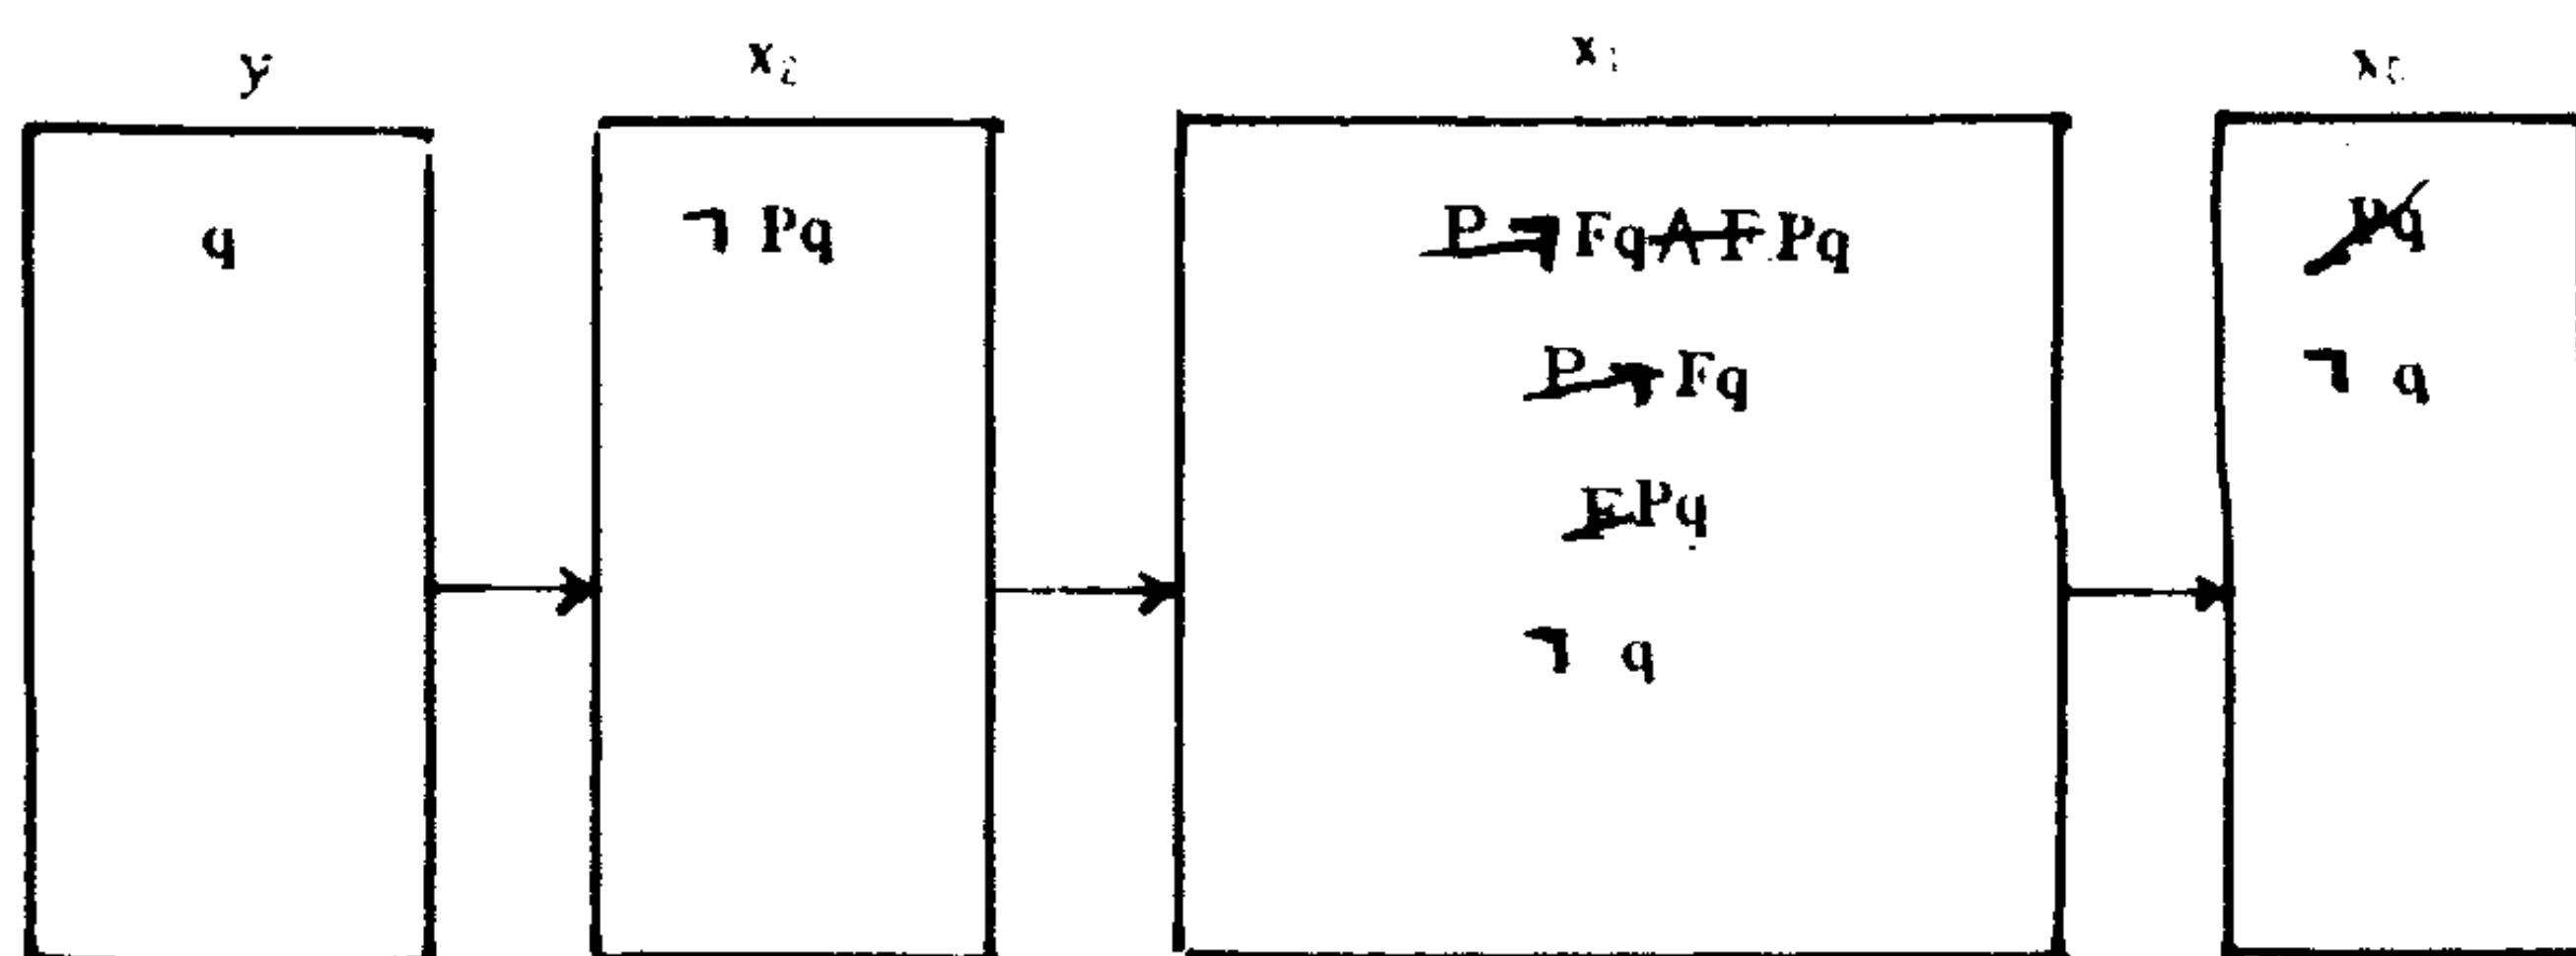 y x₂ x₁ x₀
q ¬ Pq P ¬ Fq ∧ F Pq Pq
P ¬ Fq ¬ q
F Pq
¬ q